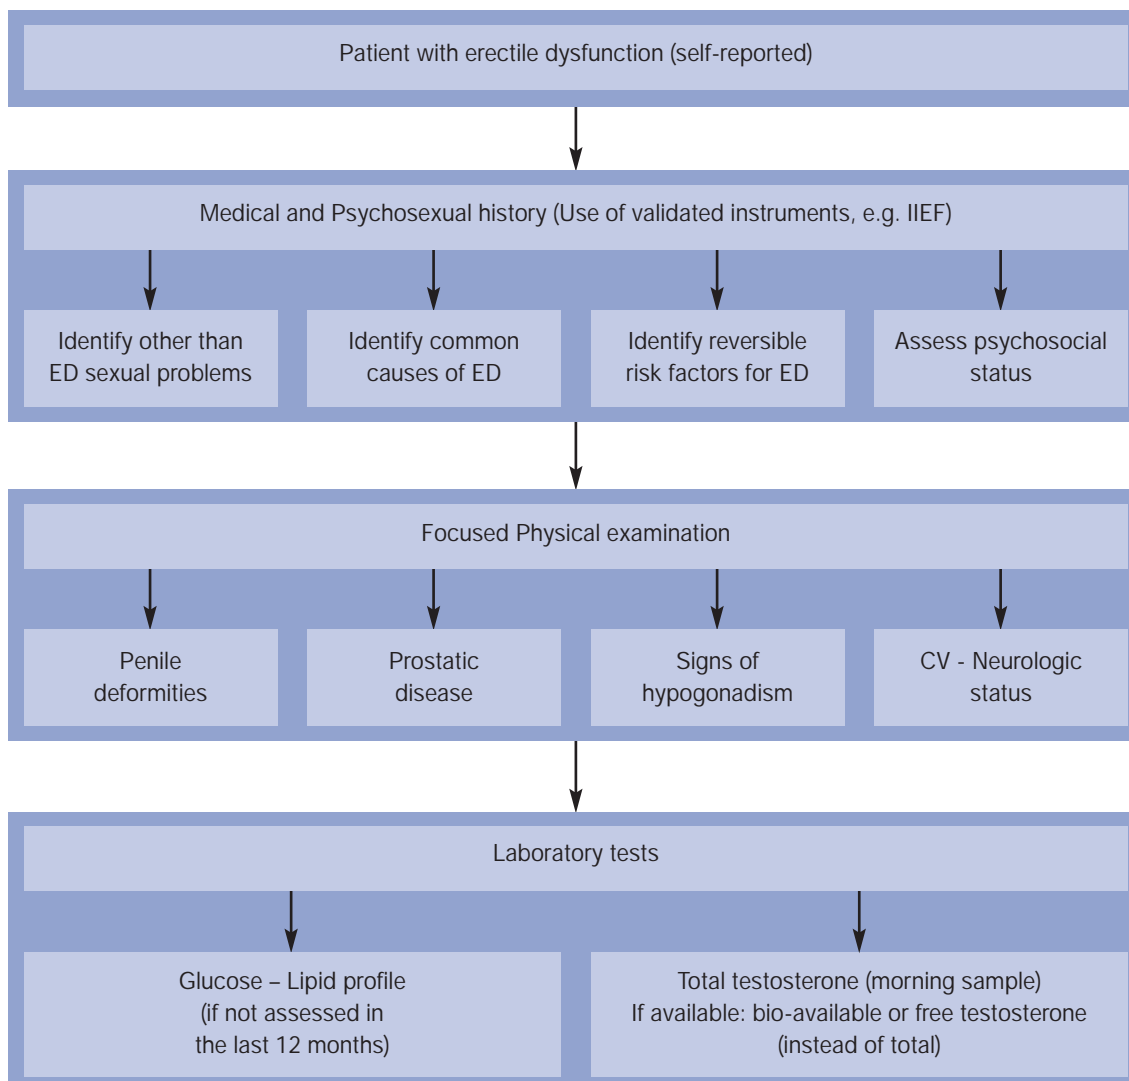 Patient with erectile dysfunction (self-reported)
Medical and Psychosexual history (Use of validated instruments, e.g. IIEF)
Identify other than
ED sexual problems
Identify common
causes of ED
Identify reversible
risk factors for ED
Assess psychosocial
status
Focused Physical examination
Penile
deformities
Prostatic
disease
Signs of
hypogonadism
CV - Neurologic
status
Laboratory tests
Glucose – Lipid profile
(if not assessed in
the last 12 months)
Total testosterone (morning sample)
If available: bio-available or free testosterone
(instead of total)